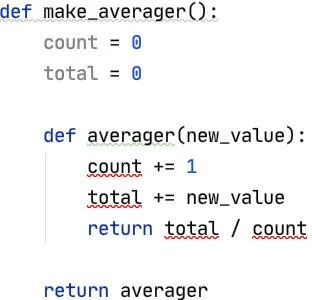 def make_averager():
    count = 0
    total = 0

    def averager(new_value):
        count += 1
        total += new_value
        return total / count

    return averager